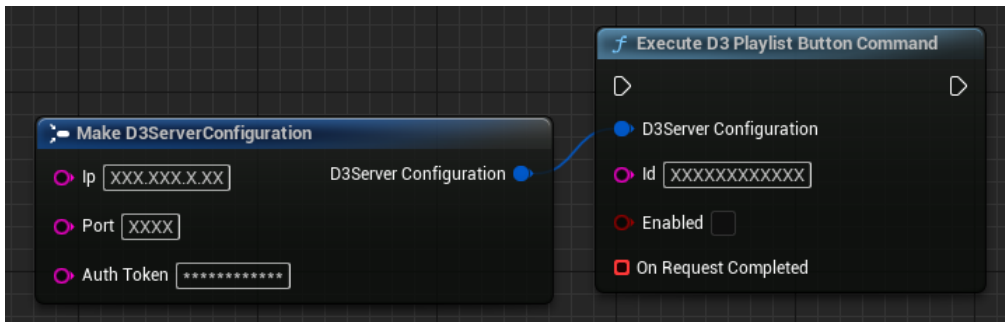 Execute D3 Playlist Button Command
Make D3ServerConfiguration
D3Server Configuration
Ip XXX.XXX.X.XX
D3Server Configuration
Id XXXXXXXXXXXX
Port XXXX
Enabled
Auth Token ************
On Request Completed